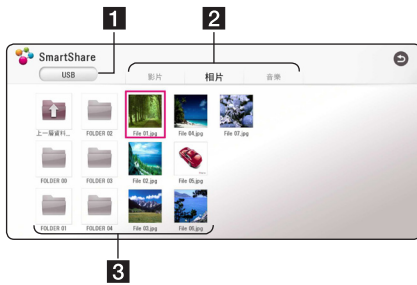 1
2
SmartShare
USB
影片
相片
音樂
上一層資料...
FOLDER 02
File 01.jpg
File 04.jpg
File 07.jpg
FOLDER 00
FOLDER 03
File 02.jpg
File 05.jpg
FOLDER 01
FOLDER 04
File 03.jpg
File 06.jpg
3